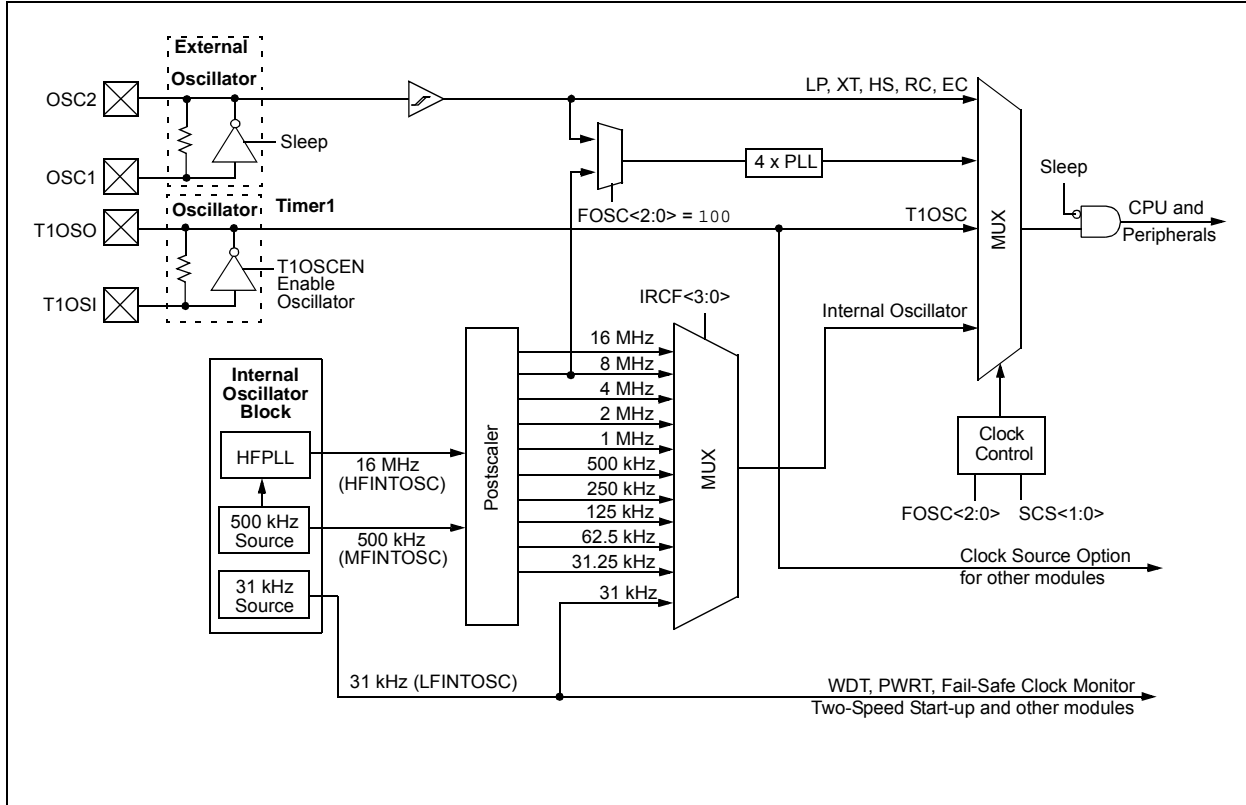 External
Oscillator
OSC2
Sleep
OSC1
LP, XT, HS, RC, EC
4 x PLL
FOSC<2:0> = 100
Sleep
CPU and
Peripherals
MUX
Oscillator
Timer1
T1OSO
T1OSC
T1OSCEN
Enable
Oscillator
T1OSI
IRCF<3:0>
Internal Oscillator
Internal
Oscillator
Block
HFPLL
500 kHz
Source
31 kHz
Source
16 MHz
(HFINTOSC)
500 kHz
(MFINTOSC)
Postscaler
16 MHz
8 MHz
4 MHz
2 MHz
1 MHz
500 kHz
250 kHz
125 kHz
62.5 kHz
31.25 kHz
31 kHz
MUX
Clock
Control
FOSC<2:0>
SCS<1:0>
Clock Source Option
for other modules
31 kHz (LFINTOSC)
WDT, PWRT, Fail-Safe Clock Monitor
Two-Speed Start-up and other modules